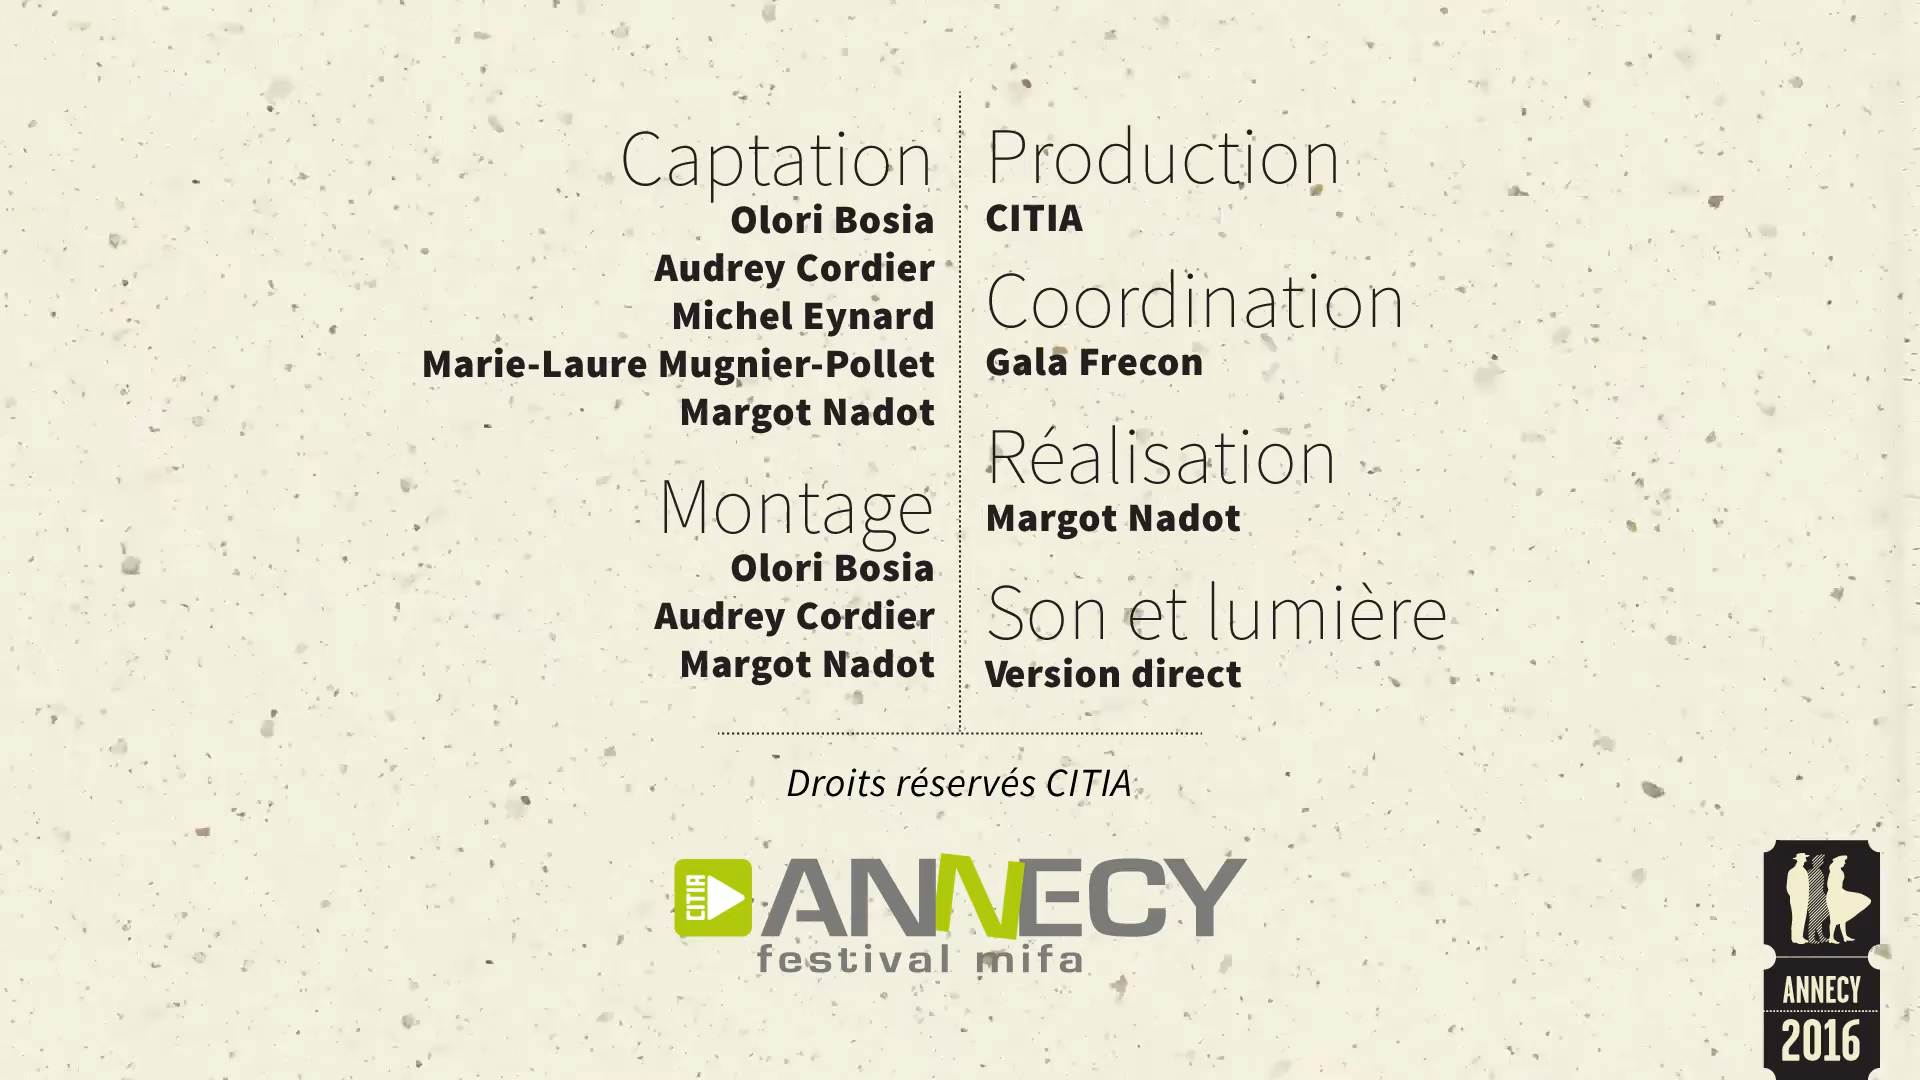 Captation
Olori Bosia
Audrey Cordier
Michel Eynard
Marie-Laure Mugnier-Pollet
Margot Nadot
Montage
Olori Bosia
Audrey Cordier
Margot Nadot
Production
CITIA
Coordination
Gala Frecon
Réalisation
Margot Nadot
Son et lumière
Version direct
Droits réservés CITIA
CITIA
ANNECY
festival mifa
ANNECY
2016